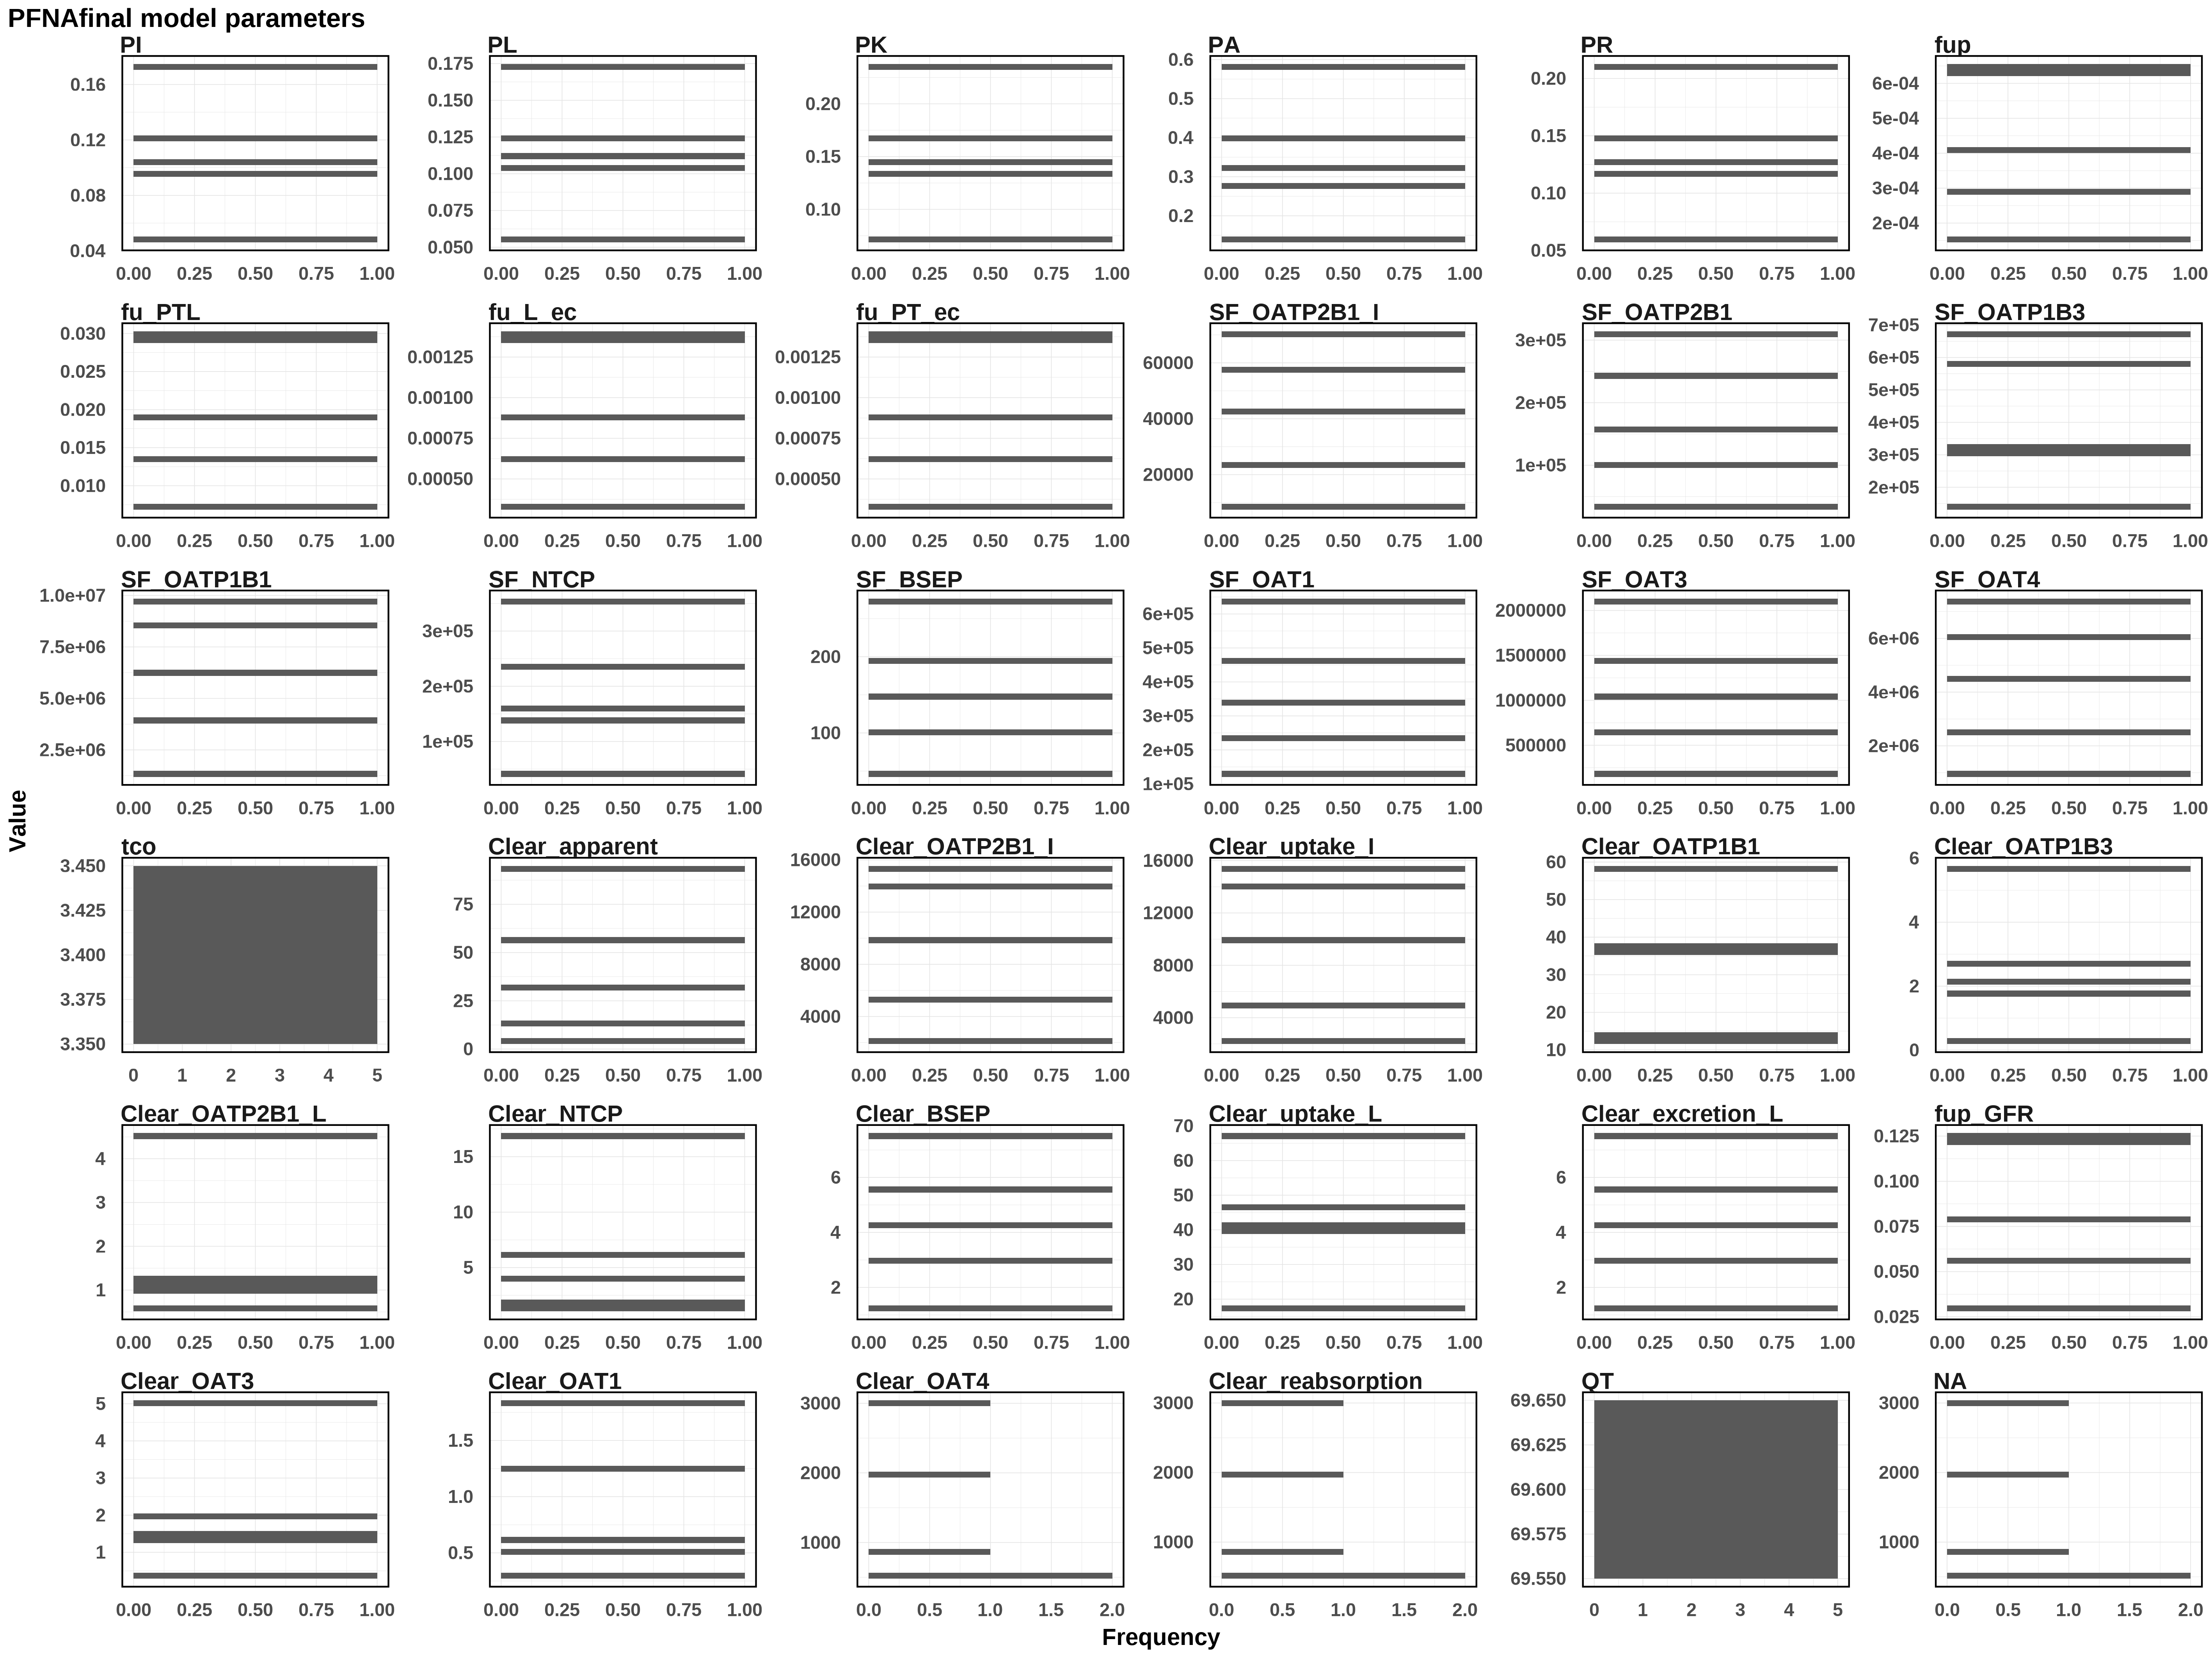 PFNAfinal model parameters
PI PL PK PA PR fup
0.16 0.12 0.08 0.04
0.175 0.150 0.125 0.100 0.075 0.050
0.20 0.15 0.10
0.6 0.5 0.4 0.3 0.2
0.20 0.15 0.10 0.05
6e-04 5e-04 4e-04 3e-04 2e-04
0.00 0.25 0.50 0.75 1.00 0.00 0.25 0.50 0.75 1.00 0.00 0.25 0.50 0.75 1.00 0.00 0.25 0.50 0.75 1.00 0.00 0.25 0.50 0.75 1.00 0.00 0.25 0.50 0.75 1.00
fu_PTL fu_L_ec fu_PT_ec SF_OATP2B1_I SF_OATP2B1 SF_OATP1B3
0.030 0.025 0.020 0.015 0.010
0.00125 0.00100 0.00075 0.00050
0.00125 0.00100 0.00075 0.00050
60000 40000 20000
3e+05 2e+05 1e+05
7e+05 6e+05 5e+05 4e+05 3e+05 2e+05
0.00 0.25 0.50 0.75 1.00 0.00 0.25 0.50 0.75 1.00 0.00 0.25 0.50 0.75 1.00 0.00 0.25 0.50 0.75 1.00 0.00 0.25 0.50 0.75 1.00 0.00 0.25 0.50 0.75 1.00
SF_OATP1B1 SF_NTCP SF_BSEP SF_OAT1 SF_OAT3 SF_OAT4
1.0e+07 7.5e+06 5.0e+06 2.5e+06
3e+05 2e+05 1e+05
200 100
6e+05 5e+05 4e+05 3e+05 2e+05 1e+05
2000000 1500000 1000000 500000
6e+06 4e+06 2e+06
0.00 0.25 0.50 0.75 1.00 0.00 0.25 0.50 0.75 1.00 0.00 0.25 0.50 0.75 1.00 0.00 0.25 0.50 0.75 1.00 0.00 0.25 0.50 0.75 1.00 0.00 0.25 0.50 0.75 1.00
Value
tco Clear_apparent Clear_OATP2B1_I Clear_uptake_I Clear_OATP1B1 Clear_OATP1B3
3.450 3.425 3.400 3.375 3.350
75 50 25 0
16000 12000 8000 4000
16000 12000 8000 4000
60 50 40 30 20 10
6 4 2 0
0 1 2 3 4 5 0.00 0.25 0.50 0.75 1.00 0.00 0.25 0.50 0.75 1.00 0.00 0.25 0.50 0.75 1.00 0.00 0.25 0.50 0.75 1.00 0.00 0.25 0.50 0.75 1.00
Clear_OATP2B1_L Clear_NTCP Clear_BSEP Clear_uptake_L Clear_excretion_L fup_GFR
4 3 2 1
15 10 5
6 4 2
70 60 50 40 30 20
6 4 2
0.125 0.100 0.075 0.050 0.025
0.00 0.25 0.50 0.75 1.00 0.00 0.25 0.50 0.75 1.00 0.00 0.25 0.50 0.75 1.00 0.00 0.25 0.50 0.75 1.00 0.00 0.25 0.50 0.75 1.00 0.00 0.25 0.50 0.75 1.00
Clear_OAT3 Clear_OAT1 Clear_OAT4 Clear_reabsorption QT NA
5 4 3 2 1
1.5 1.0 0.5
3000 2000 1000
3000 2000 1000
69.650 69.625 69.600 69.575 69.550
3000 2000 1000
0.00 0.25 0.50 0.75 1.00 0.00 0.25 0.50 0.75 1.00 0.0 0.5 1.0 1.5 2.0 0.0 0.5 1.0 1.5 2.0 0 1 2 3 4 5 0.0 0.5 1.0 1.5 2.0
Frequency